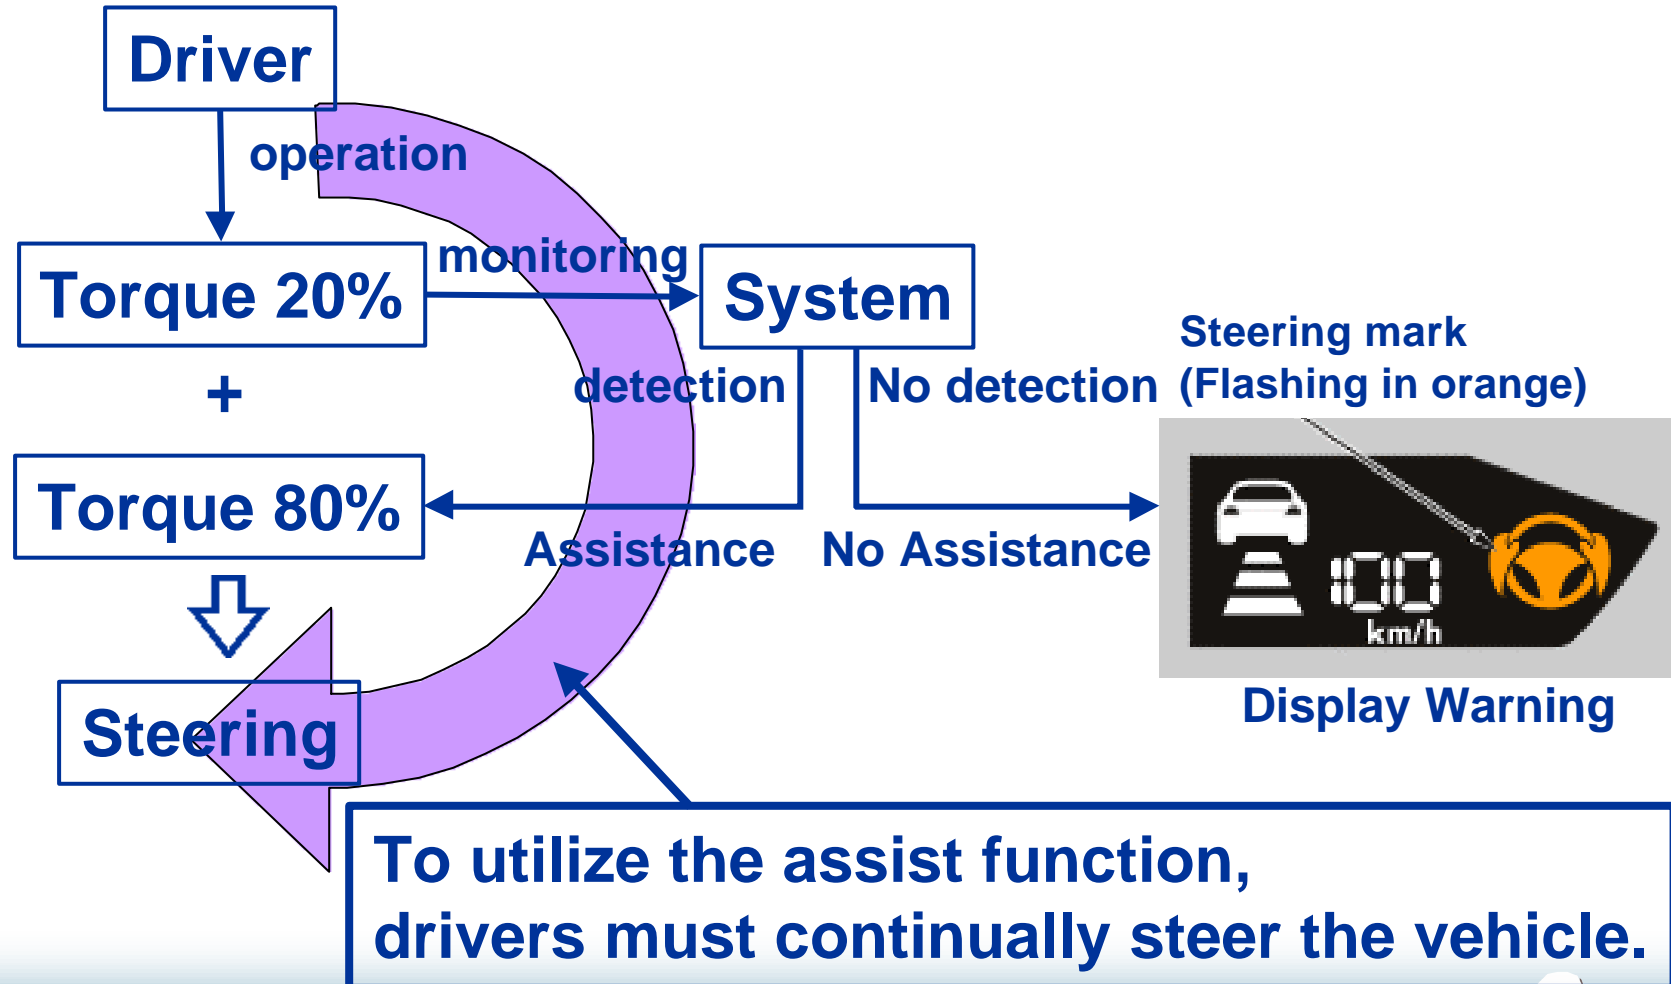 Driver
operation
Torque 20%
monitoring
System
+
detection
No detection
Steering mark
(Flashing in orange)
Torque 80%
Assistance
No Assistance
100
km/h
Display Warning
Steering
To utilize the assist function,
drivers must continually steer the vehicle.